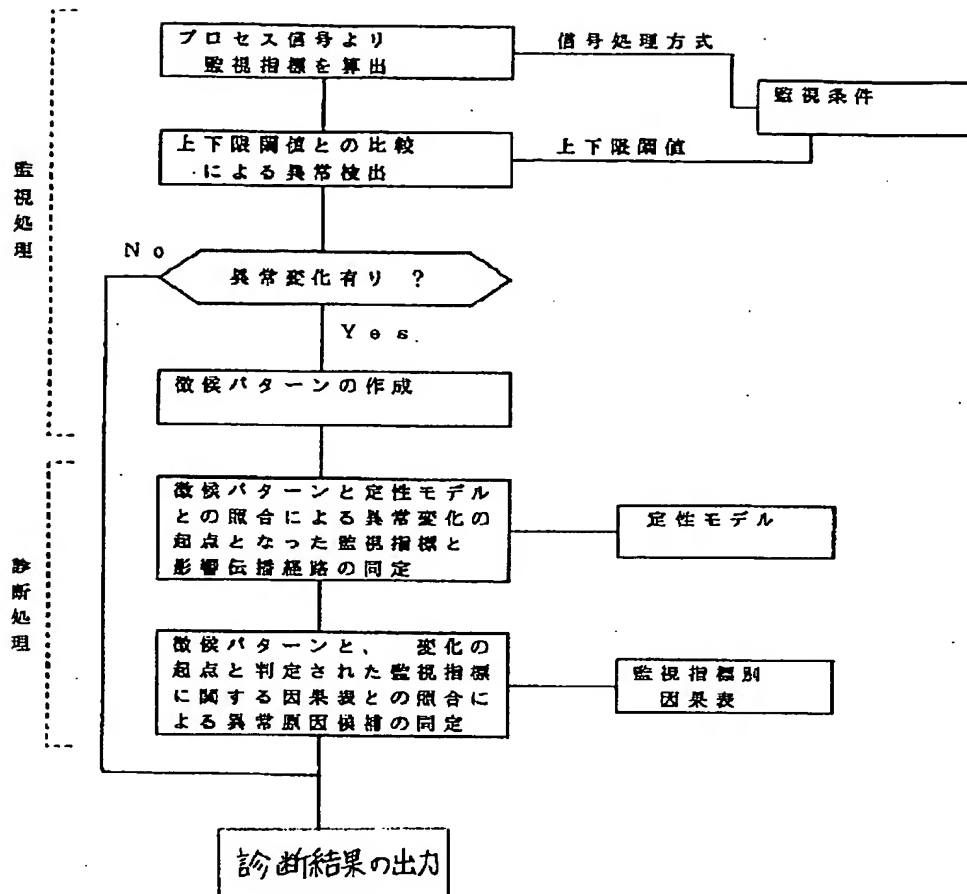 プロセス信号より
監視指標を算出
信号処理方式
監視条件
上下限閾値との比較
による異常検出
上下限閾値
監視処理
No
異常変化有り ?
Yes
徴候パターンの作成
徴候パターンと定性モデル
との照合による異常変化の
起点となった監視指標と
影響伝播経路の同定
定性モデル
診断処理
徴候パターンと、 変化の
起点と判定された監視指標
に関する因果表との照合に
よる異常原因候補の同定
監視指標別
因果表
診断結果の出力